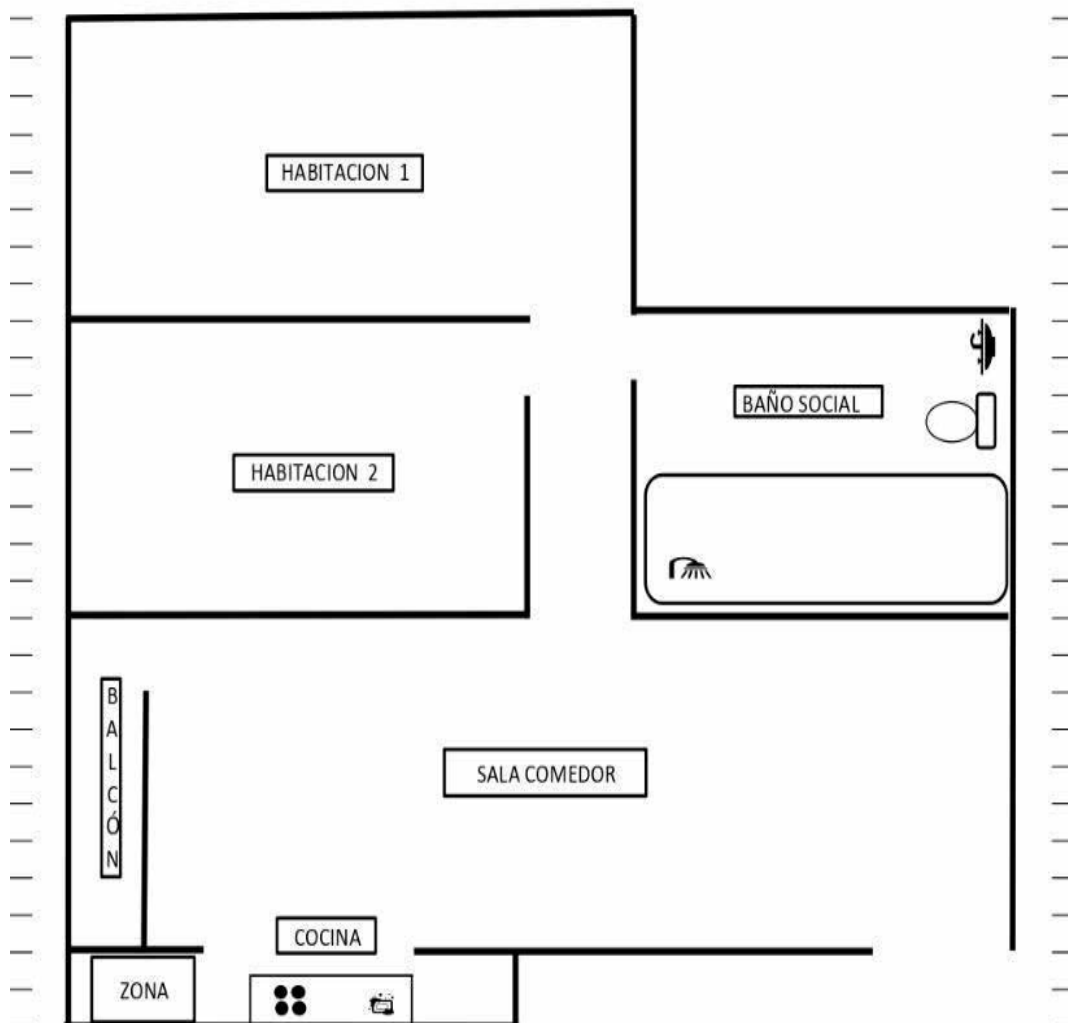 HABITACION 1
BAÑO SOCIAL
HABITACION 2
BALCÓN
SALA COMEDOR
COCINA
ZONA